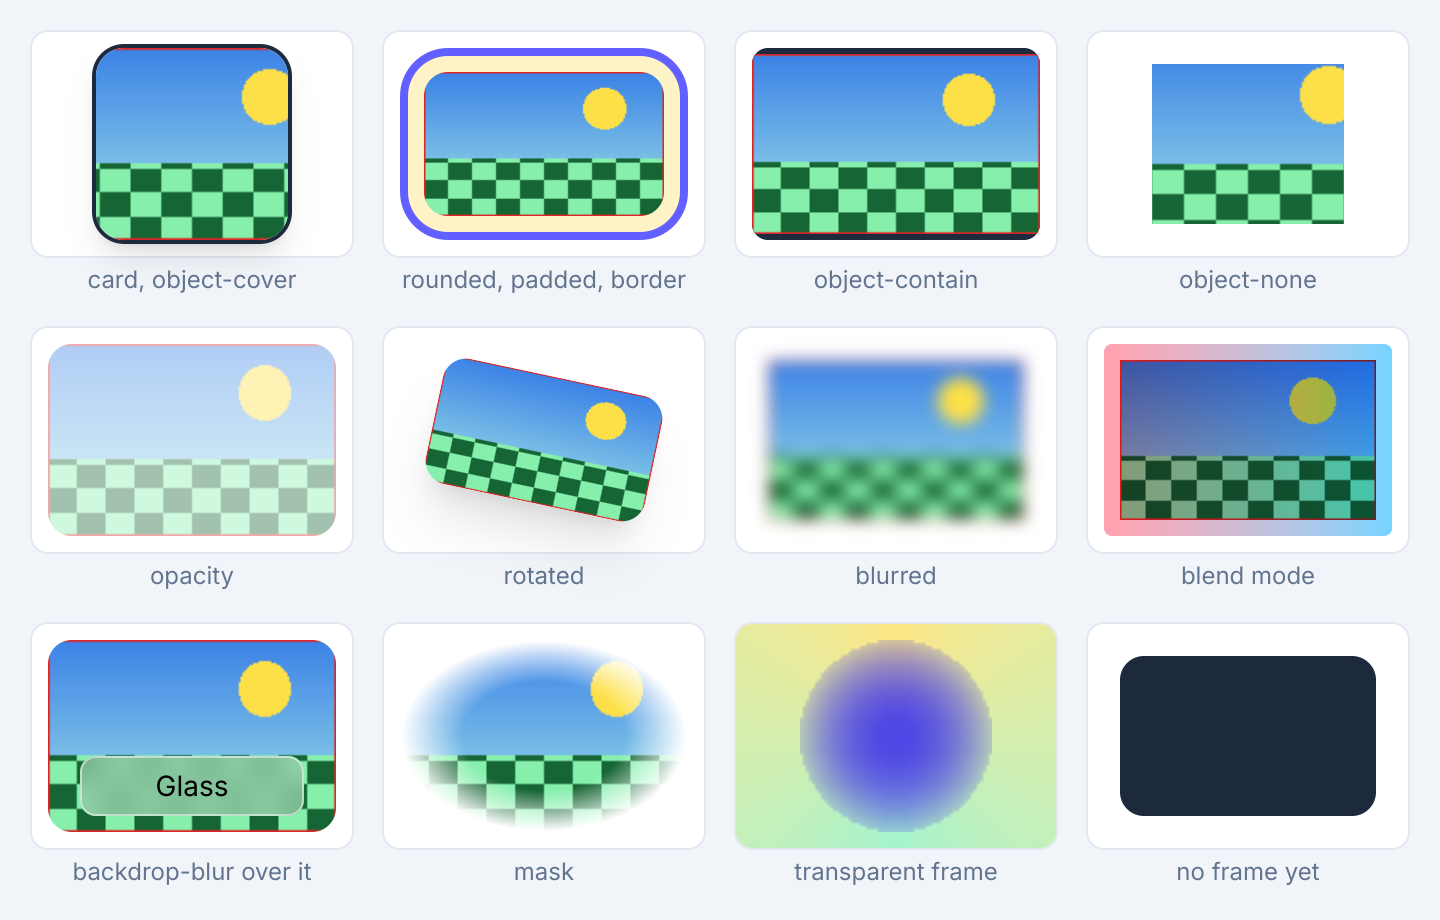 card, object-cover
rounded, padded, border
object-contain
object-none
opacity
rotated
blurred
blend mode
Glass
backdrop-blur over it
mask
transparent frame
no frame yet